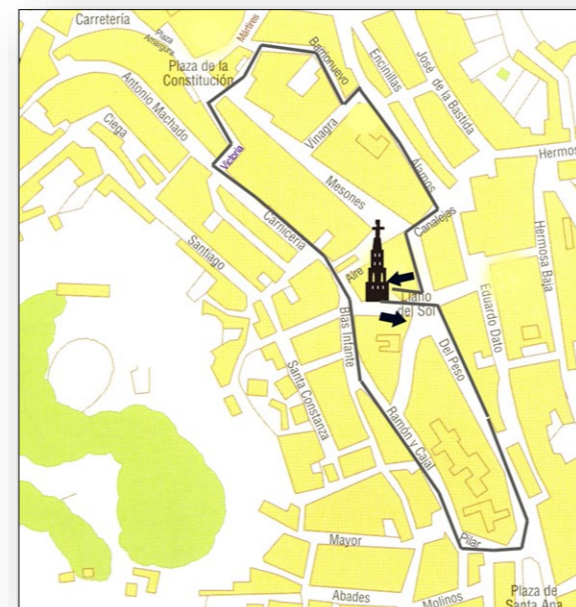 Carretería
Plaza
Amargura
Mártires
Plaza de la
Constitución
Barrionuevo
Encinillas
José de la Bastida
Antonio Machado
Ciega
Vinagra
Victoria
Mesones
Álamos
Hermos
Carnicería
Canalejas
Santiago
Aire
Llano
del Sol
Hermosa Baja
Eduardo Dato
Blas Infante
Del Peso
Santa Constanza
Ramón y Cajal
Pilar
Mayor
Abades
Molinos
Plaza de
Santa Ana